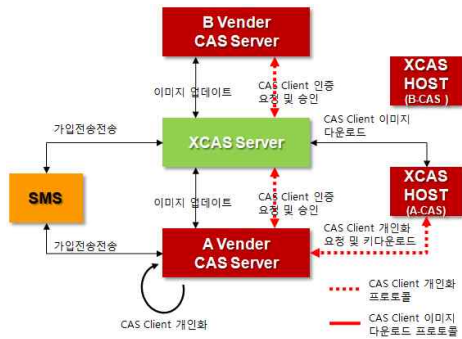 B Vender
CAS Server
XCAS
HOST
(B-CAS )
이미지 업데이트
CAS Client 인증
요청 및 승인
CAS Client 이미지
다운로드
가입전송전송
XCAS Server
XCAS
HOST
(A-CAS)
SMS
이미지 업데이트
CAS Client 인증
요청 및 승인
CAS Client 개인화
요청 및 키다운로드
가입전송전송
A Vender
CAS Server
CAS Client 개인화
CAS Client 개인화
프로토콜
CAS Client 이미지
다운로드 프로토콜